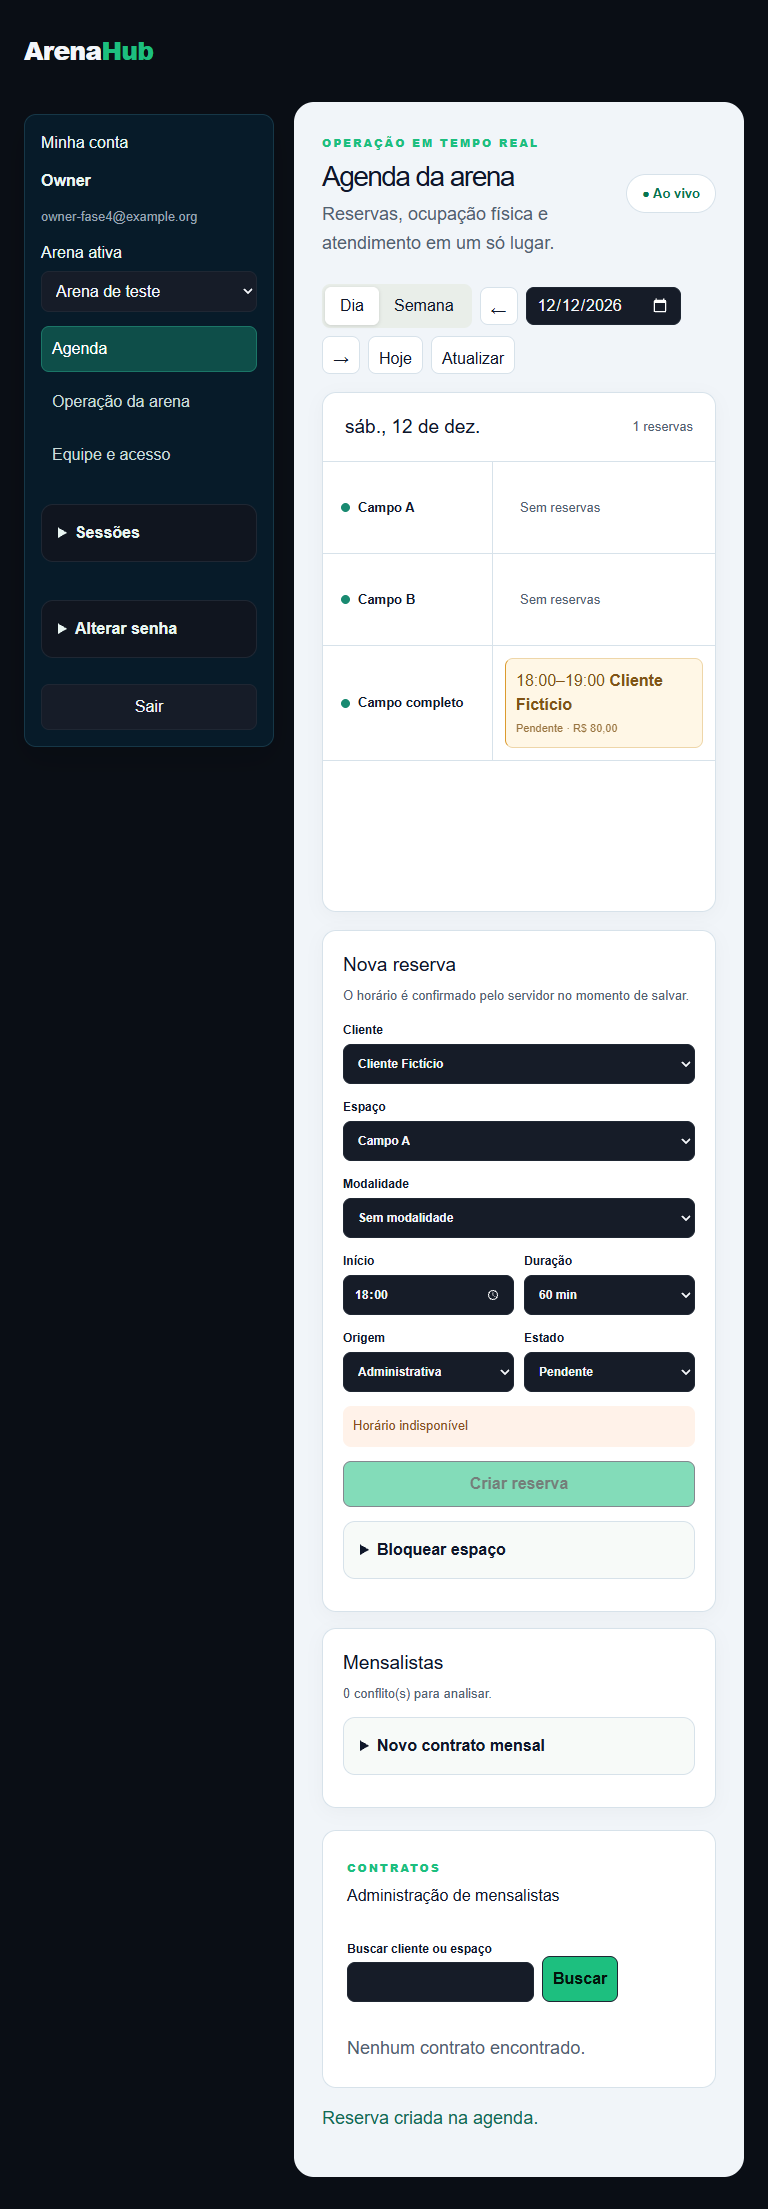 ArenaHub
Minha conta
Owner
owner-fase4@example.org
Arena ativa
Arena de teste
Agenda
Operação da arena
Equipe e acesso
▶ Sessões
▶ Alterar senha
Sair
OPERAÇÃO EM TEMPO REAL
Agenda da arena
Reservas, ocupação física e
atendimento em um só lugar.
● Ao vivo
Dia
Semana
←
12/12/2026
→
Hoje
Atualizar
sáb., 12 de dez.
1 reservas
Campo A
Sem reservas
Campo B
Sem reservas
Campo completo
18:00–19:00 Cliente
Fictício
Pendente · R$ 80,00
Nova reserva
O horário é confirmado pelo servidor no momento de salvar.
Cliente
Cliente Fictício
Espaço
Campo A
Modalidade
Sem modalidade
Início
Duração
18:00
60 min
Origem
Estado
Administrativa
Pendente
Horário indisponível
Criar reserva
▶ Bloquear espaço
Mensalistas
0 conflito(s) para analisar.
▶ Novo contrato mensal
CONTRATOS
Administração de mensalistas
Buscar cliente ou espaço
Buscar
Nenhum contrato encontrado.
Reserva criada na agenda.